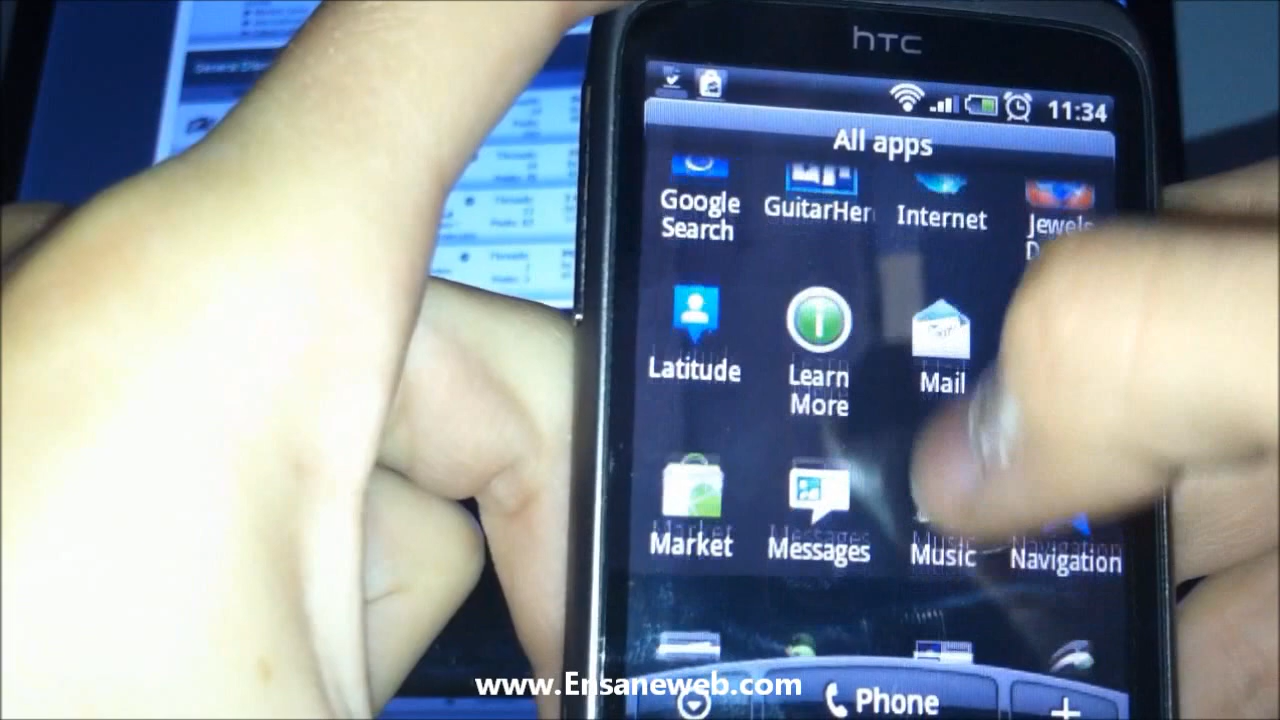 hTC
11:34
All apps
Google
Search
GuitarHer
Internet
Jewels
Latitude
Learn
More
Mail
Market
Messages
Music
Navigation
Phone
www.Ensaneweb.com